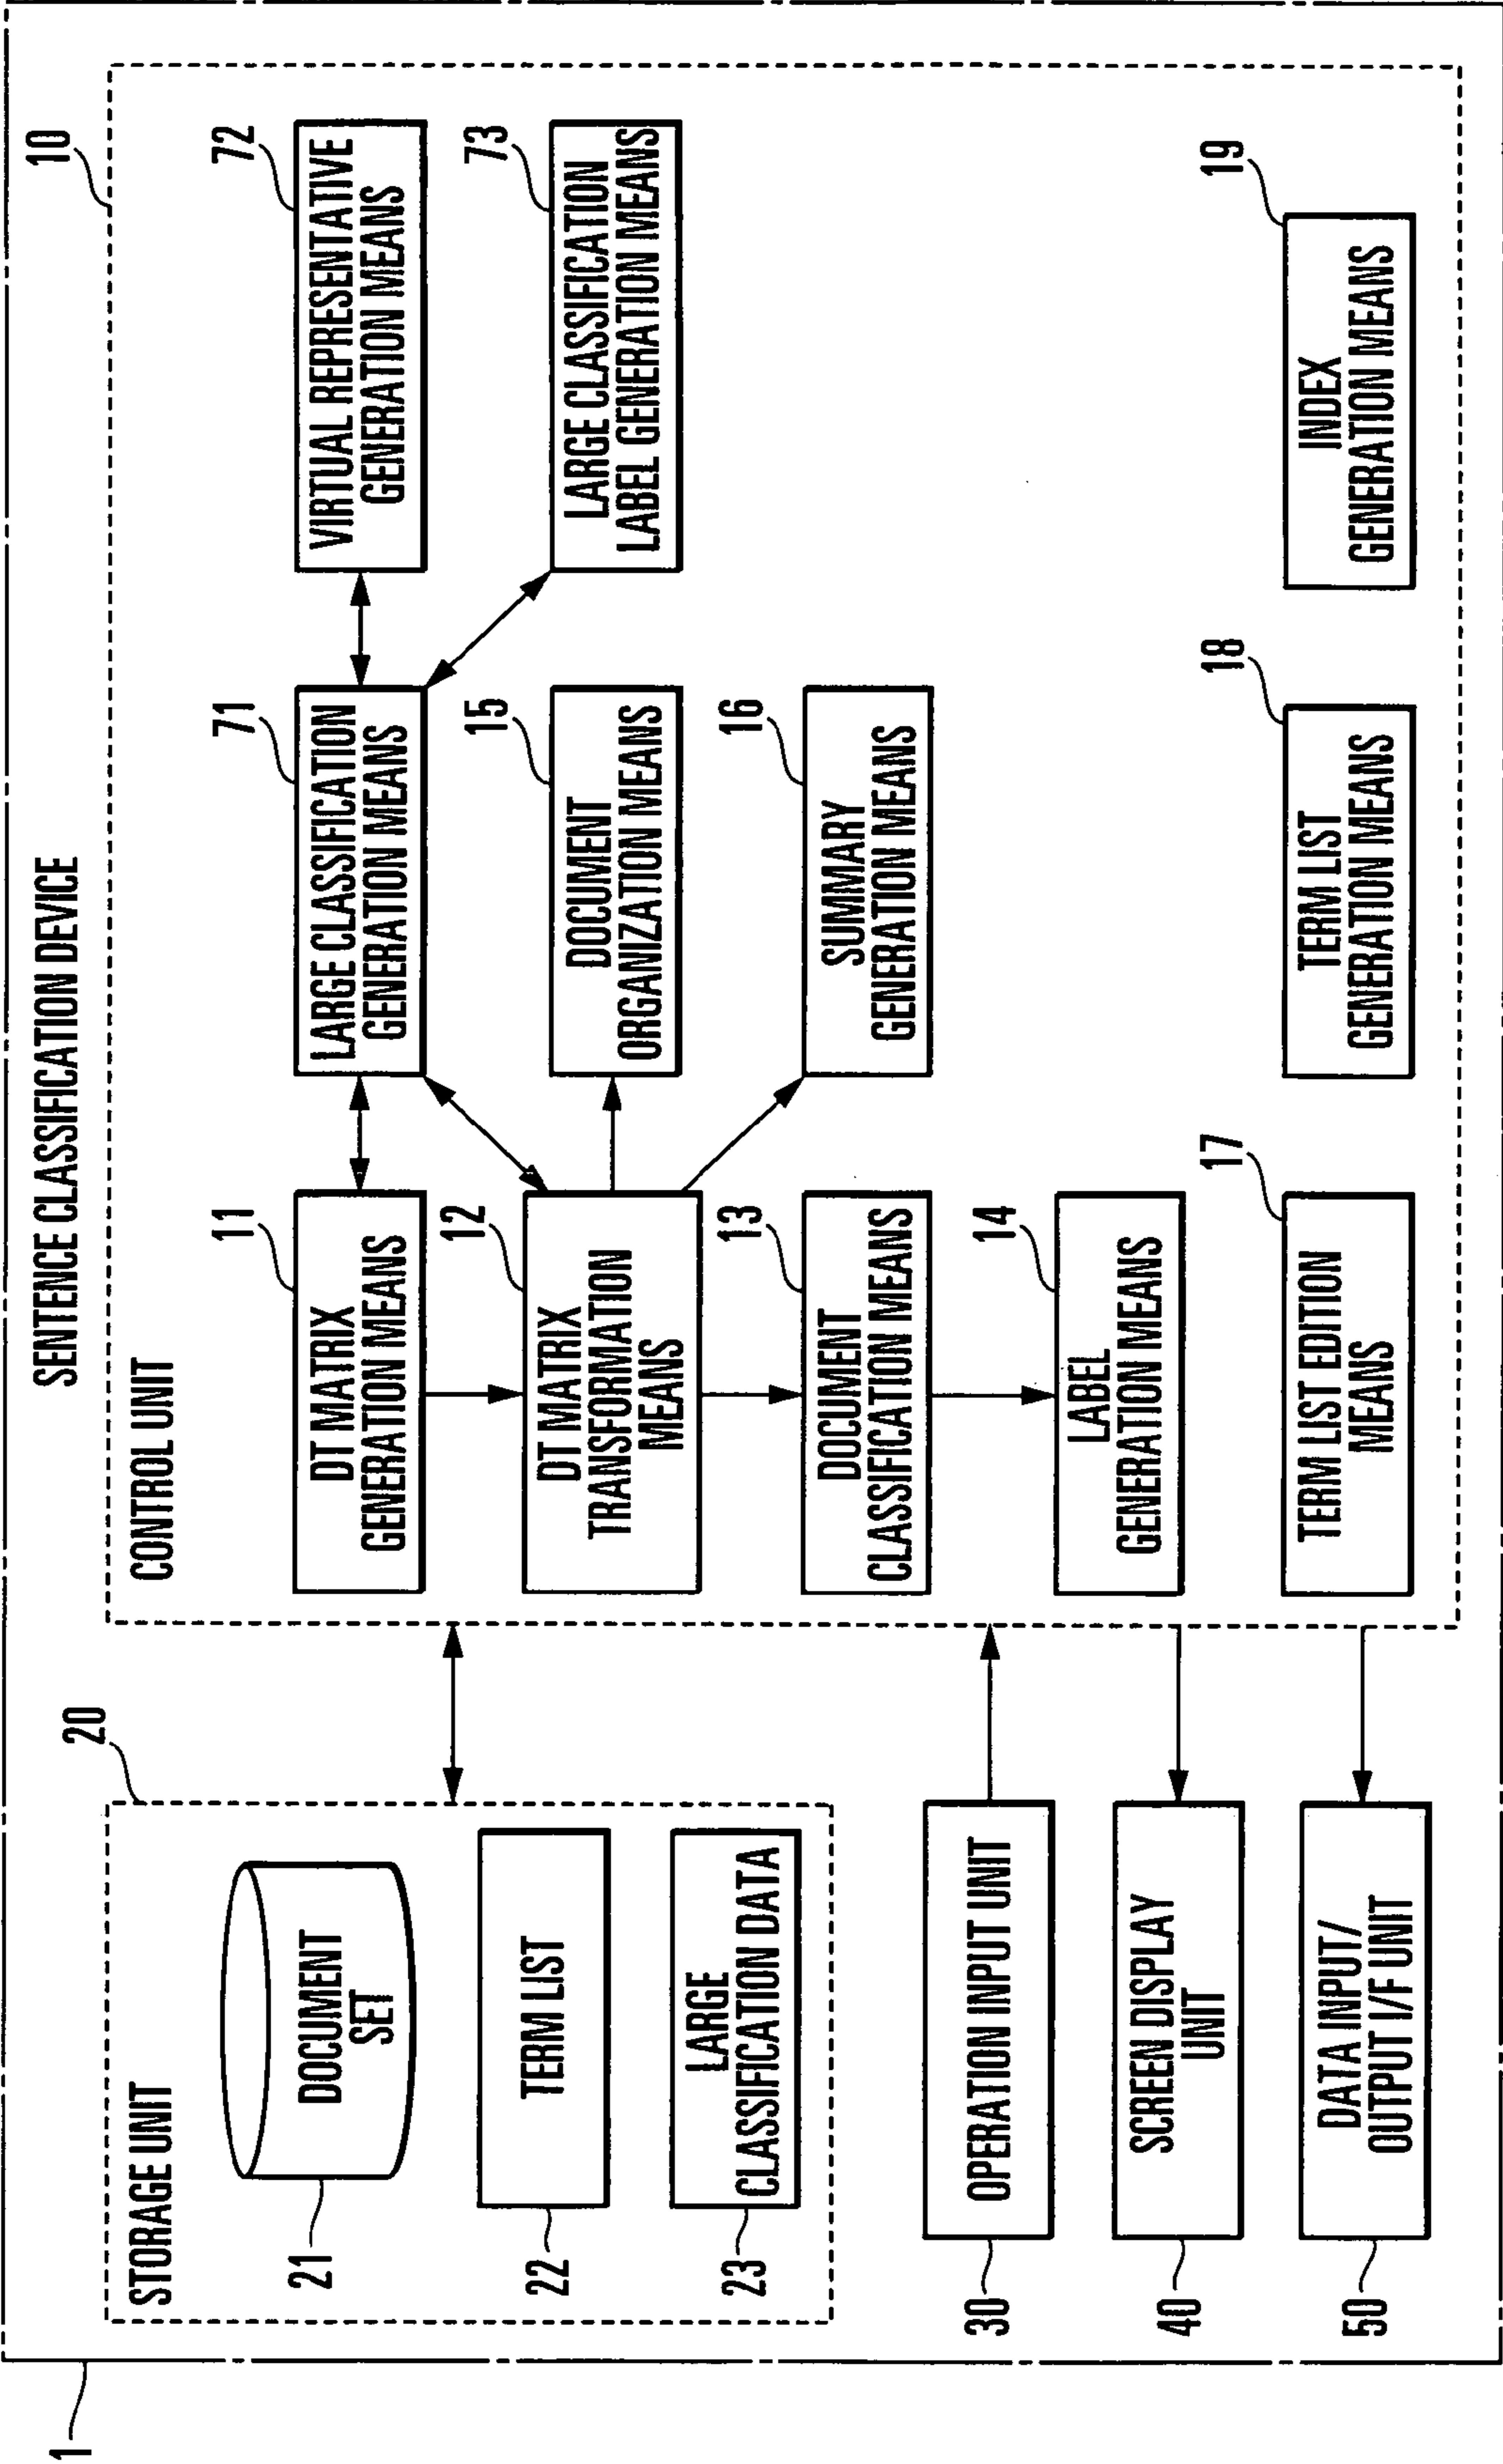 SENTENCE CLASSIFICATION DEVICE
1
STORAGE UNIT
20
DOCUMENT
SET
21
TERM LIST
22
LARGE
CLASSIFICATION DATA
23
OPERATION INPUT UNIT
30
SCREEN DISPLAY
UNIT
40
DATA INPUT/
OUTPUT I/F UNIT
50
CONTROL UNIT
10
DT MATRIX
GENERATION MEANS
11
LARGE CLASSIFICATION
GENERATION MEANS
71
VIRTUAL REPRESENTATIVE
GENERATION MEANS
72
DT MATRIX
TRANSFORMATION
MEANS
12
DOCUMENT
ORGANIZATION MEANS
15
LARGE CLASSIFICATION
LABEL GENERATION MEANS
73
DOCUMENT
CLASSIFICATION MEANS
13
SUMMARY
GENERATION MEANS
16
LABEL
GENERATION MEANS
14
TERM LIST EDITION
MEANS
17
TERM LIST
GENERATION MEANS
18
INDEX
GENERATION MEANS
19